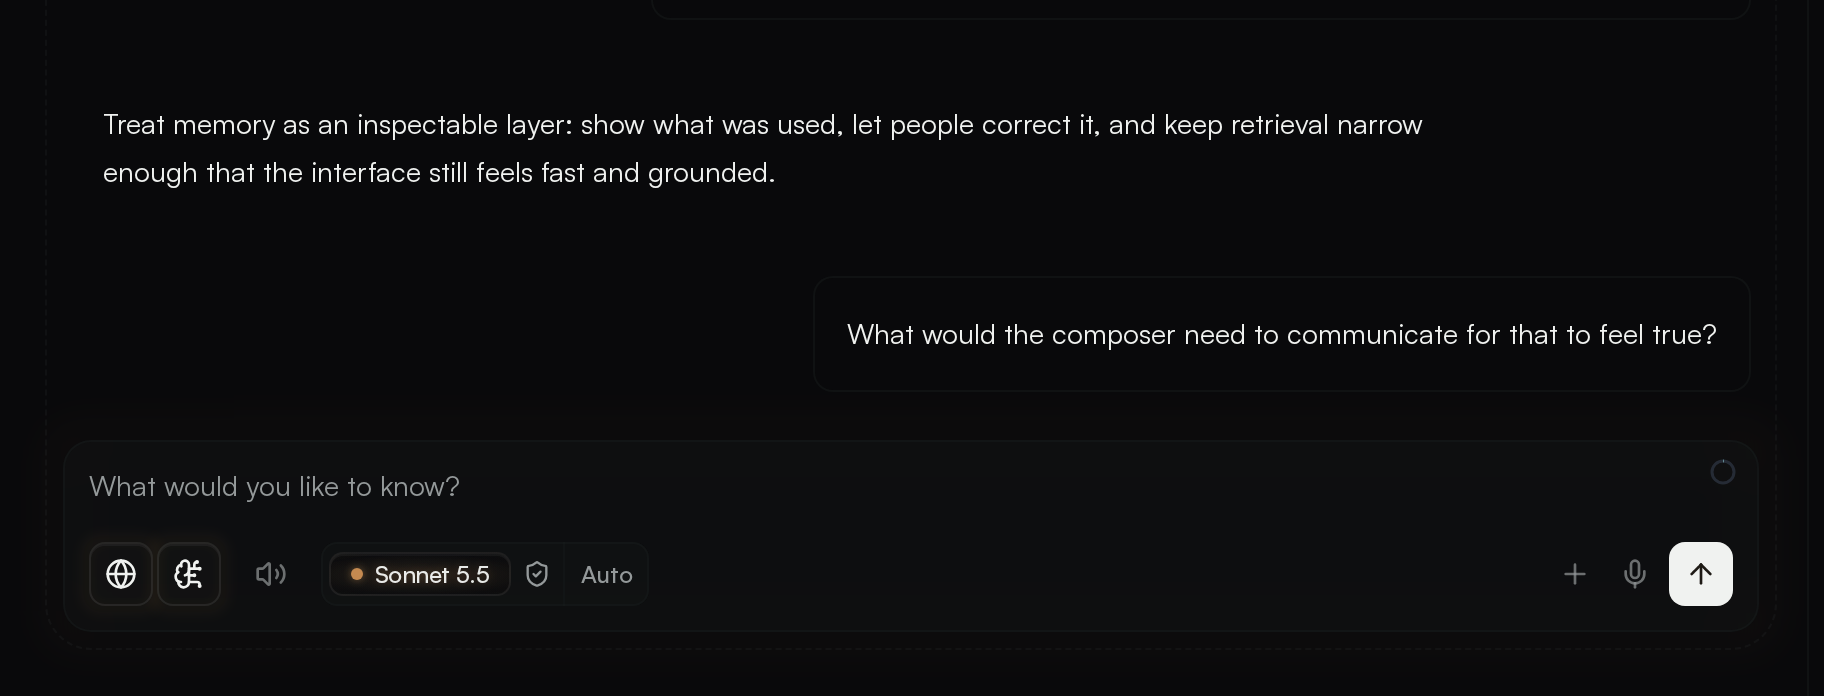 Treat memory as an inspectable layer: show what was used, let people correct it, and keep retrieval narrow
enough that the interface still feels fast and grounded.
What would the composer need to communicate for that to feel true?
What would you like to know?
Sonnet 5.5
Auto